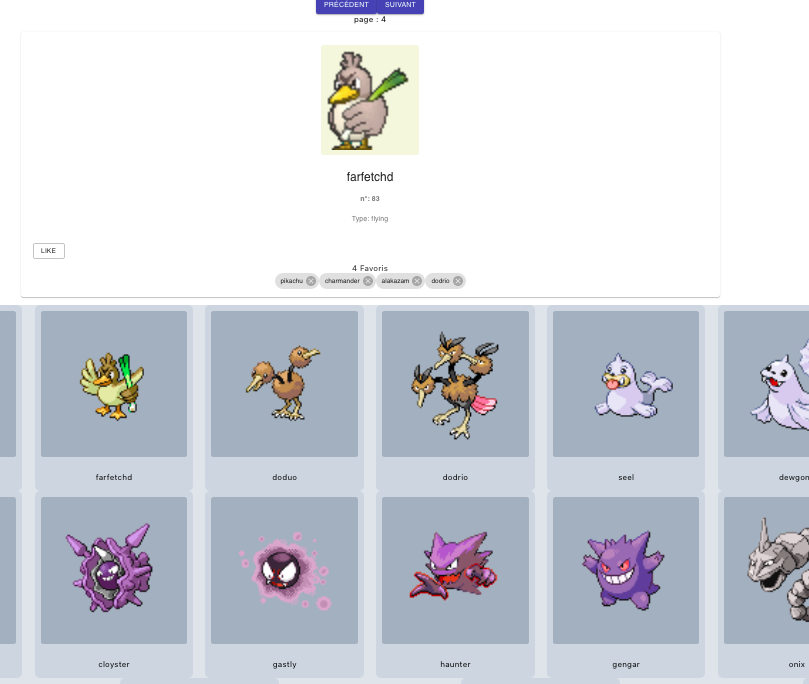 PRÉCÉDENT SUIVANT
page : 4
farfetchd
n°: 83
Type: flying
LIKE
4 Favoris
pikachu charmander alakazam dodrio
farfetchd doduo dodrio seel dewgon
cloyster gastly haunter gengar onix